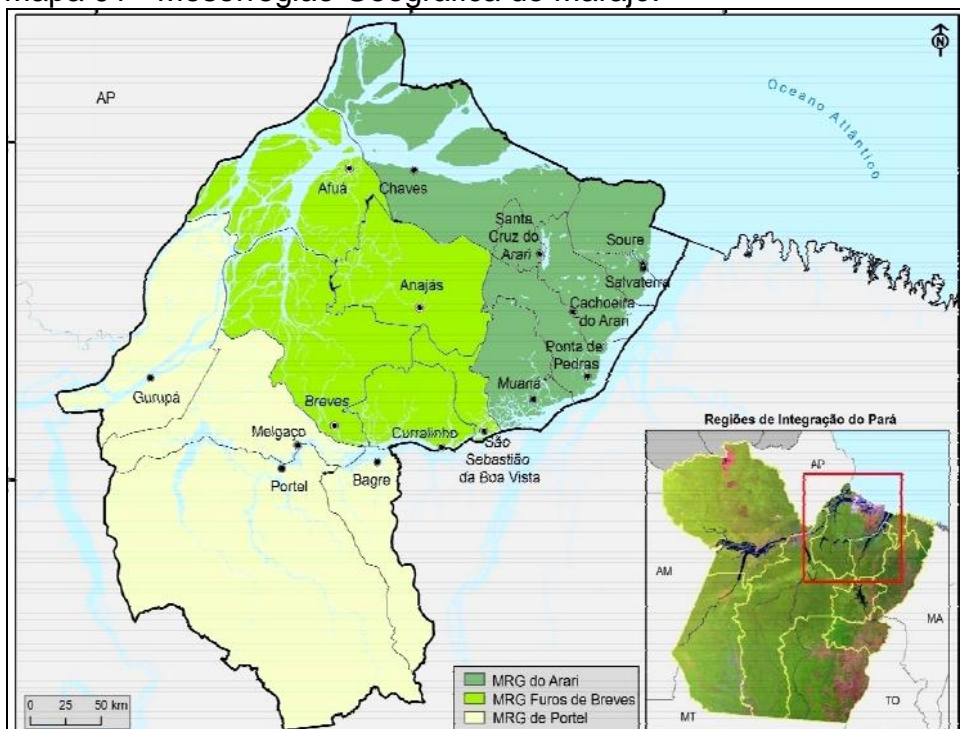 Mapa 01 - Mesorregião Geográfica do Marajó.
N
AP
Oceano Atlântico
Afuá
Chaves
Santa
Cruz do
Arari
Soure
Salvaterra
Anajás
Cachoeira
do Arari
Ponta de
Pedras
Muaná
Gurupá
Breves
Melgaço
Curralinho
São
Sebastião
da Boa Vista
Portel
Bagre
0 25 50 km
MRG do Arari
MRG Furos de Breves
MRG de Portel
Regiões de Integração do Pará
AP
AM
MA
TO
MT